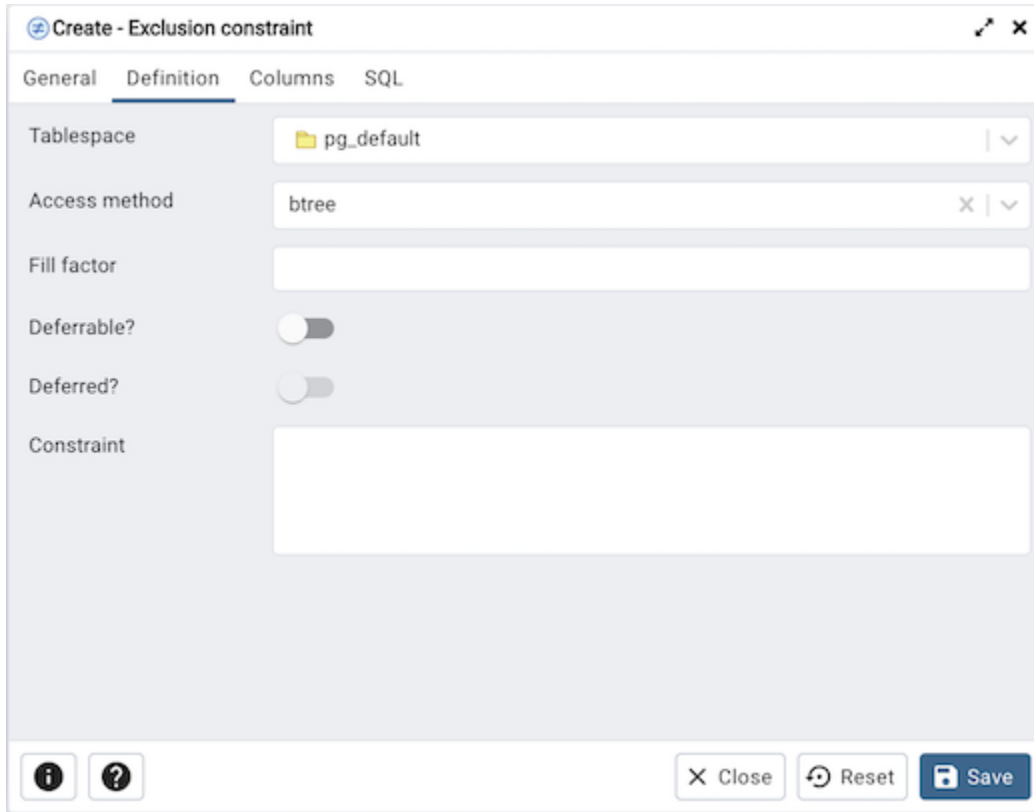 Create - Exclusion constraint
General Definition Columns SQL
Tablespace pg_default
Access method btree
Fill factor
Deferrable?
Deferred?
Constraint
Close Reset Save